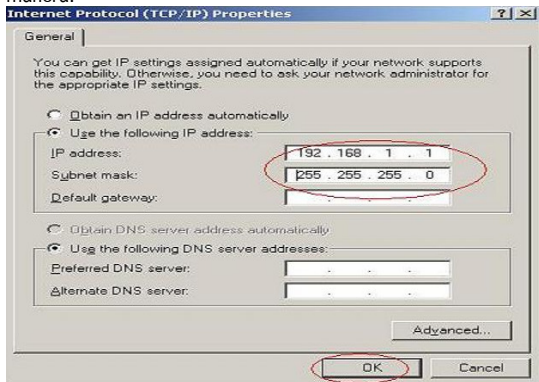 manera.
Internet Protocol (TCP/IP) Properties
General
You can get IP settings assigned automatically if your network supports
this capability. Otherwise, you need to ask your network administrator for
the appropriate IP settings.
Obtain an IP address automatically
Use the following IP address:
IP address: 192 . 168 . 1 . 1
Subnet mask: 255 . 255 . 255 . 0
Default gateway: . . .
Obtain DNS server address automatically
Use the following DNS server addresses:
Preferred DNS server: . . .
Alternate DNS server: . . .
Advanced...
OK Cancel